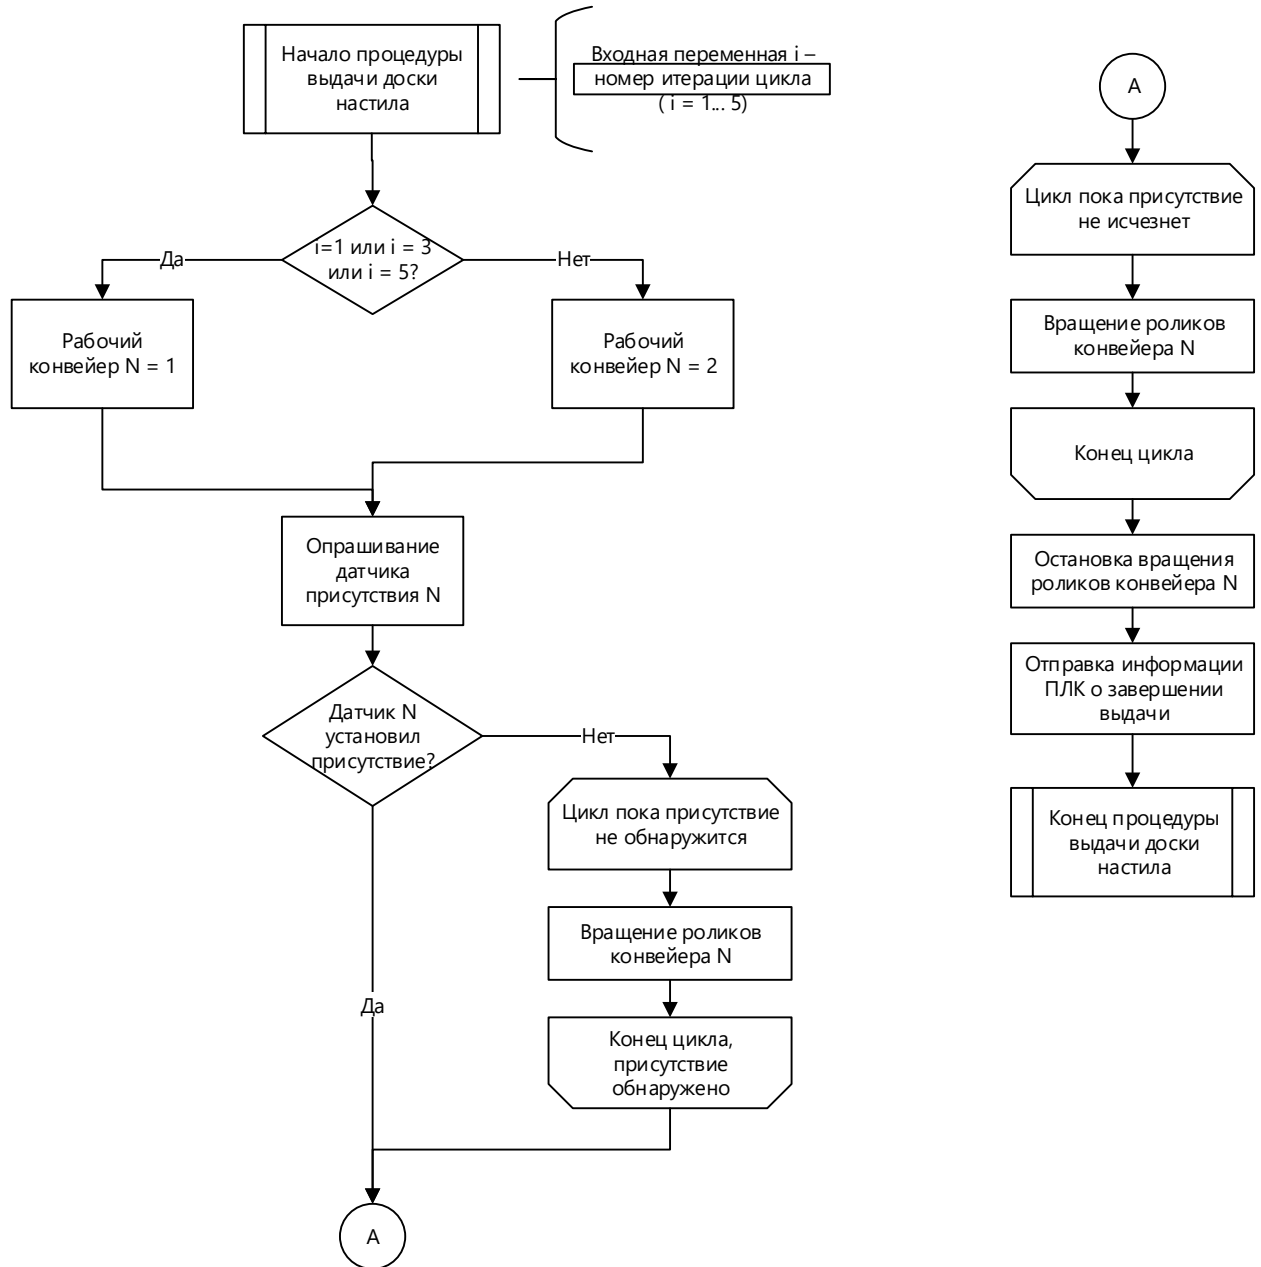 Начало процедуры
выдачи доски
настила
Входная переменная i –
номер итерации цикла
( i = 1... 5)
i=1 или i = 3
или i = 5?
Да
Нет
Рабочий
конвейер N = 1
Рабочий
конвейер N = 2
Опрашивание
датчика
присутствия N
Датчик N
установил
присутствие?
Нет
Цикл пока присутствие
не обнаружится
Вращение роликов
конвейера N
Да
Конец цикла,
присутствие
обнаружено
А
А
Цикл пока присутствие
не исчезнет
Вращение роликов
конвейера N
Конец цикла
Остановка вращения
роликов конвейера N
Отправка информации
ПЛК о завершении
выдачи
Конец процедуры
выдачи доски
настила